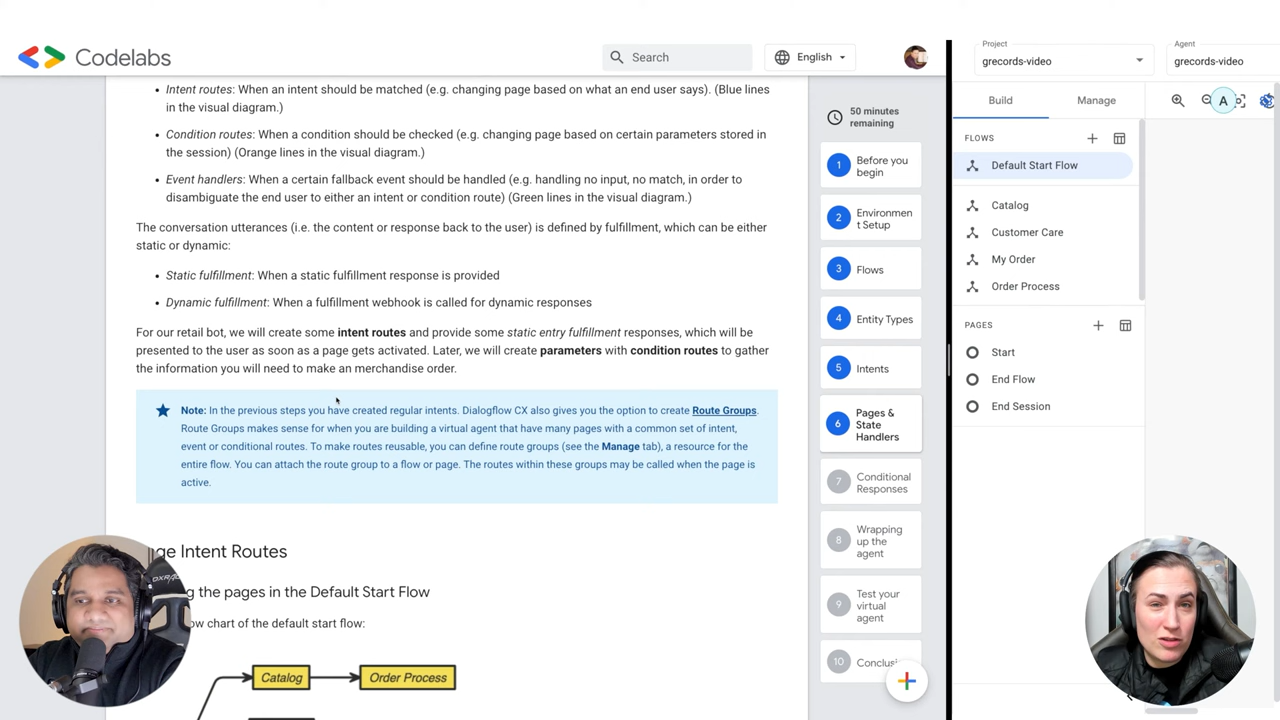 Codelabs
Search
English
Intent routes: When an intent should be matched (e.g. changing page based on what an end user says). (Blue lines
in the visual diagram.)
Condition routes: When a condition should be checked (e.g. changing page based on certain parameters stored in
the session) (Orange lines in the visual diagram.)
Event handlers: When a certain fallback event should be handled (e.g. handling no input, no match, in order to
disambiguate the end user to either an intent or condition route) (Green lines in the visual diagram.)
The conversation utterances (i.e. the content or response back to the user) is defined by fulfillment, which can be either
static or dynamic:
Static fulfillment: When a static fulfillment response is provided
Dynamic fulfillment: When a fulfillment webhook is called for dynamic responses
For our retail bot, we will create some intent routes and provide some static entry fulfillment responses, which will be
presented to the user as soon as a page gets activated. Later, we will create parameters with condition routes to gather
the information you will need to make an merchandise order.
Note: In the previous steps you have created regular intents. Dialogflow CX also gives you the option to create Route Groups.
Route Groups makes sense for when you are building a virtual agent that have many pages with a common set of intent,
event or conditional routes. To make routes reusable, you can define route groups (see the Manage tab), a resource for the
entire flow. You can attach the route group to a flow or page. The routes within these groups may be called when the page is
active.
ge Intent Routes
g the pages in the Default Start Flow
ow chart of the default start flow:
Catalog
Order Process
50 minutes
remaining
1
Before you
begin
2
Environmen
t Setup
3
Flows
4
Entity Types
5
Intents
6
Pages &
State
Handlers
7
Conditional
Responses
8
Wrapping
up the
agent
9
Test your
virtual
agent
10
Conclusi
Project
grecords-video
Agent
grecords-video
Build
Manage
A
FLOWS
Default Start Flow
Catalog
Customer Care
My Order
Order Process
PAGES
Start
End Flow
End Session